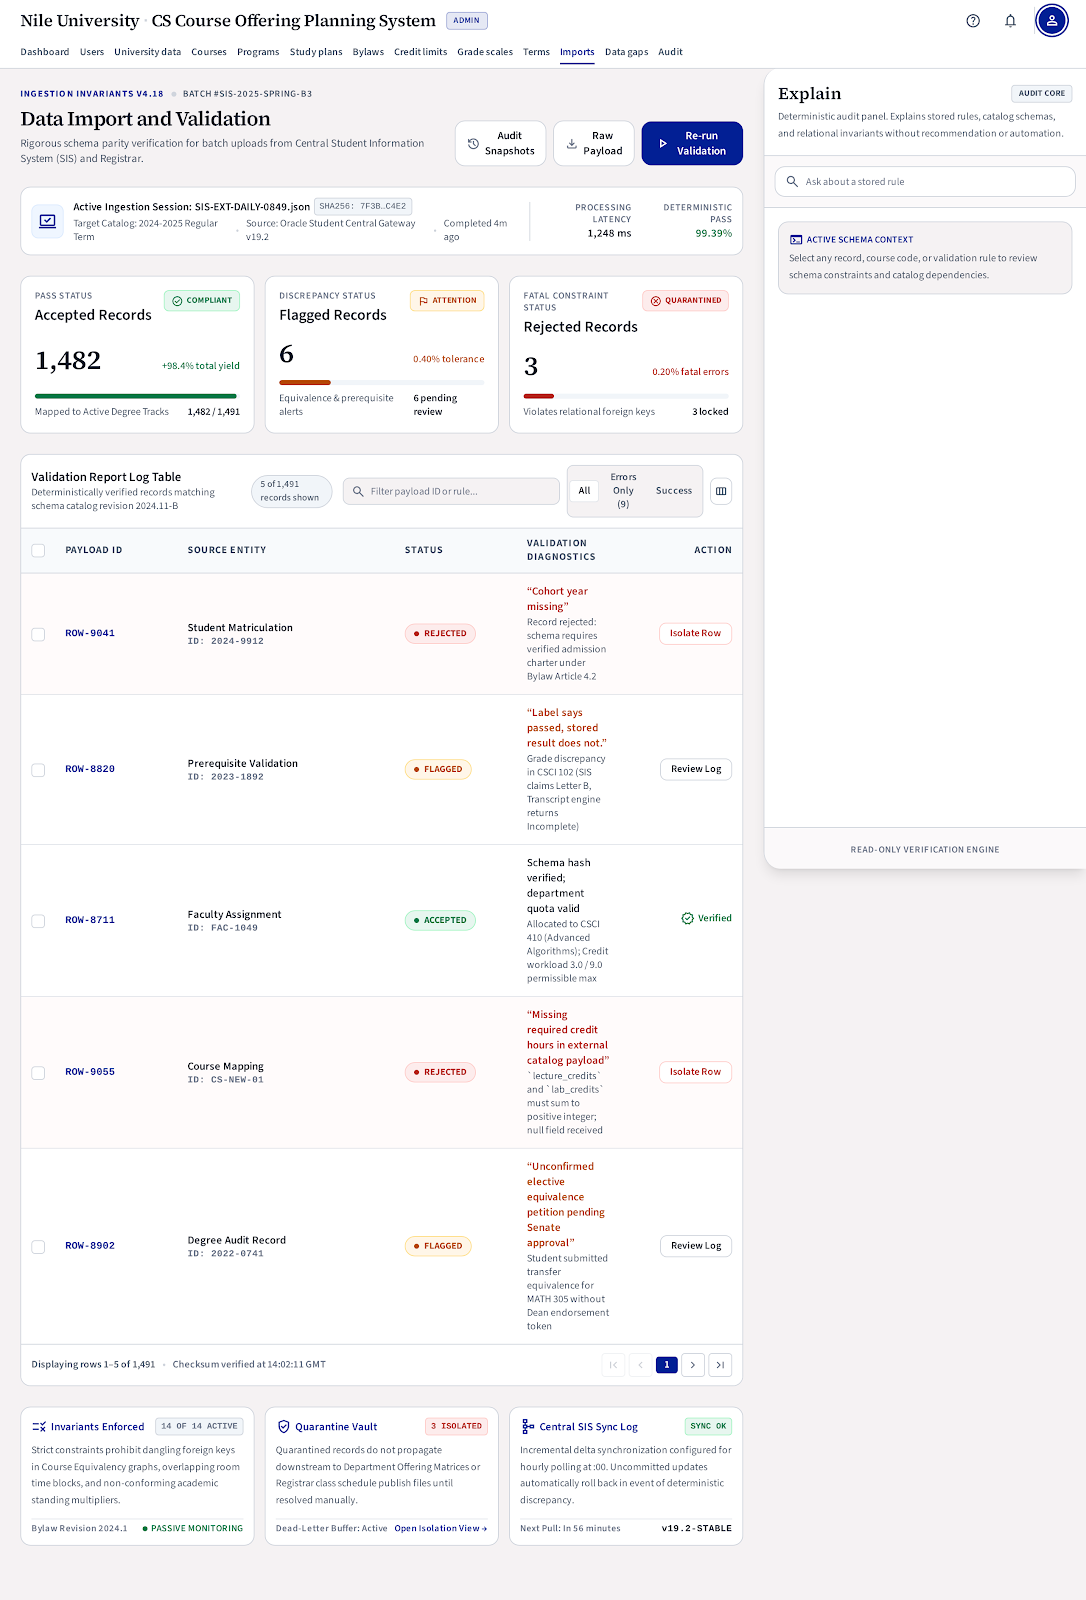 Nile University · CS Course Offering Planning System ADMIN
Dashboard Users University data Courses Programs Study plans Bylaws Credit limits Grade scales Terms Imports Data gaps Audit
INGESTION INVARIANTS V4.18 BATCH #SIS-2025-SPRING-B3
Data Import and Validation
Rigorous schema parity verification for batch uploads from Central Student Information
System (SIS) and Registrar.
Audit
Snapshots
Raw
Payload
Re-run
Validation
Active Ingestion Session: SIS-EXT-DAILY-0849.json SHA256: 7F3B…C4E2
Target Catalog: 2024-2025 Regular
Term
Source: Oracle Student Central Gateway
v19.2
Completed 4m
ago
PROCESSING
LATENCY
1,248 ms
DETERMINISTIC
PASS
99.39%
PASS STATUS
COMPLIANT
Accepted Records
1,482
+98.4% total yield
Mapped to Active Degree Tracks 1,482 / 1,491
DISCREPANCY STATUS
ATTENTION
Flagged Records
6
0.40% tolerance
Equivalence & prerequisite
alerts
6 pending
review
FATAL CONSTRAINT
STATUS
QUARANTINED
Rejected Records
3
0.20% fatal errors
Violates relational foreign keys 3 locked
Validation Report Log Table
Deterministically verified records matching
schema catalog revision 2024.11-B
5 of 1,491
records shown
Filter payload ID or rule...
All
Errors
Only
(9)
Success
PAYLOAD ID SOURCE ENTITY STATUS
VALIDATION
DIAGNOSTICS
ACTION
ROW-9041
Student Matriculation
ID: 2024-9912
REJECTED
“Cohort year
missing”
Record rejected:
schema requires
verified admission
charter under
Bylaw Article 4.2
Isolate Row
ROW-8820
Prerequisite Validation
ID: 2023-1892
FLAGGED
“Label says
passed, stored
result does not.”
Grade discrepancy
in CSCI 102 (SIS
claims Letter B,
Transcript engine
returns
Incomplete)
Review Log
ROW-8711
Faculty Assignment
ID: FAC-1049
ACCEPTED
Schema hash
verified;
department
quota valid
Allocated to CSCI
410 (Advanced
Algorithms); Credit
workload 3.0 / 9.0
permissible max
Verified
ROW-9055
Course Mapping
ID: CS-NEW-01
REJECTED
“Missing
required credit
hours in external
catalog payload”
`lecture_credits`
and `lab_credits`
must sum to
positive integer;
null field received
Isolate Row
ROW-8902
Degree Audit Record
ID: 2022-0741
FLAGGED
“Unconfirmed
elective
equivalence
petition pending
Senate
approval”
Student submitted
transfer
equivalence for
MATH 305 without
Dean endorsement
token
Review Log
Displaying rows 1–5 of 1,491 • Checksum verified at 14:02:11 GMT
1
Invariants Enforced 14 OF 14 ACTIVE
Strict constraints prohibit dangling foreign keys
in Course Equivalency graphs, overlapping room
time blocks, and non-conforming academic
standing multipliers.
Bylaw Revision 2024.1 PASSIVE MONITORING
Quarantine Vault 3 ISOLATED
Quarantined records do not propagate
downstream to Department Offering Matrices or
Registrar class schedule publish files until
resolved manually.
Dead-Letter Buffer: Active Open Isolation View →
Central SIS Sync Log SYNC OK
Incremental delta synchronization configured for
hourly polling at :00. Uncommitted updates
automatically roll back in event of deterministic
discrepancy.
Next Pull: In 56 minutes v19.2-STABLE
Explain AUDIT CORE
Deterministic audit panel. Explains stored rules, catalog schemas,
and relational invariants without recommendation or automation.
Ask about a stored rule
ACTIVE SCHEMA CONTEXT
Select any record, course code, or validation rule to review
schema constraints and catalog dependencies.
READ-ONLY VERIFICATION ENGINE